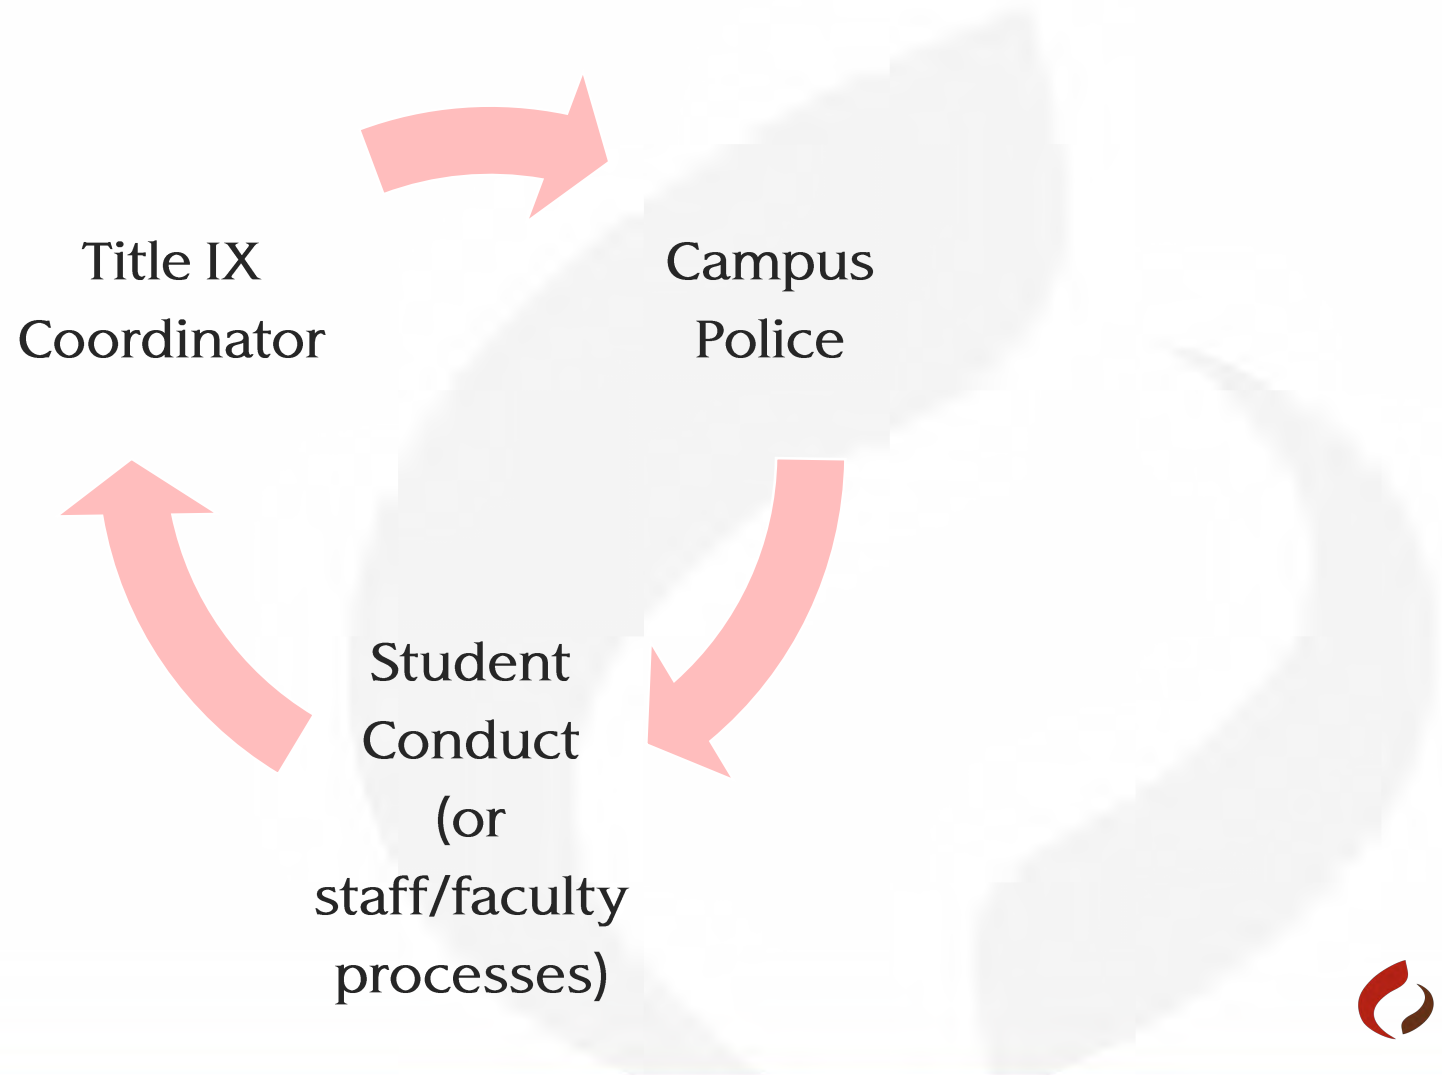 Title IX
Coordinator
Campus
Police
Student
Conduct
(or
staff/faculty
processes)